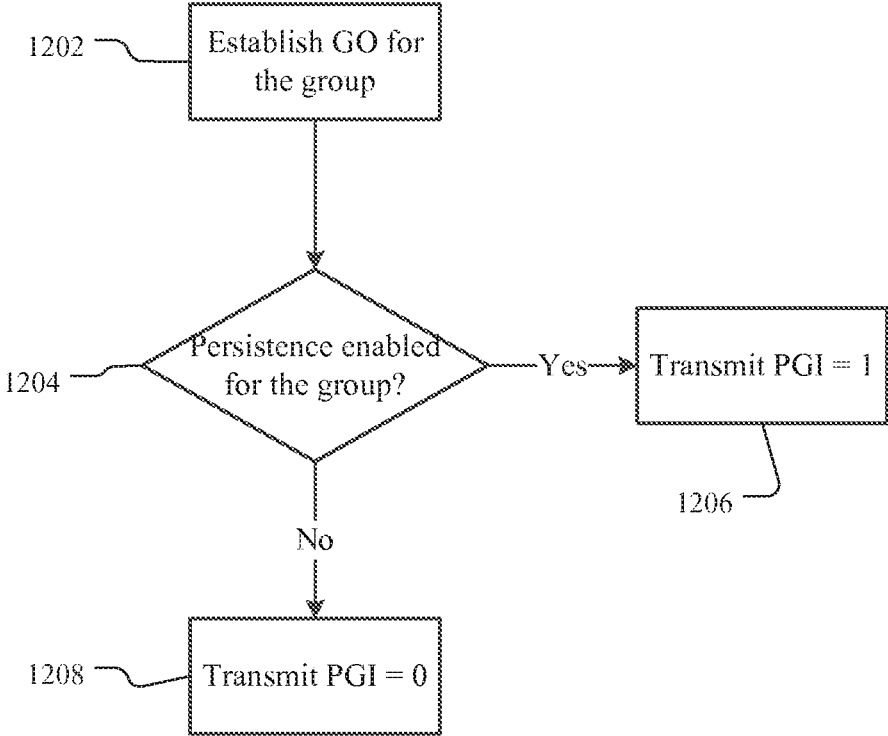 1202
Establish GO for
the group
Persistence enabled
for the group?
1204
Yes
Transmit PGI = 1
1206
No
1208
Transmit PGI = 0